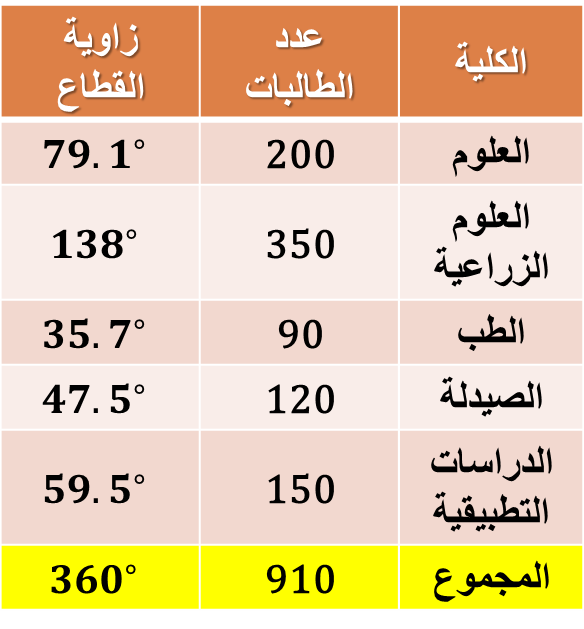 الكلية عدد الطالبات زاوية القطاع
العلوم 200 79.1°
العلوم الزراعية 350 138°
الطب 90 35.7°
الصيدلة 120 47.5°
الدراسات التطبيقية 150 59.5°
المجموع 910 360°